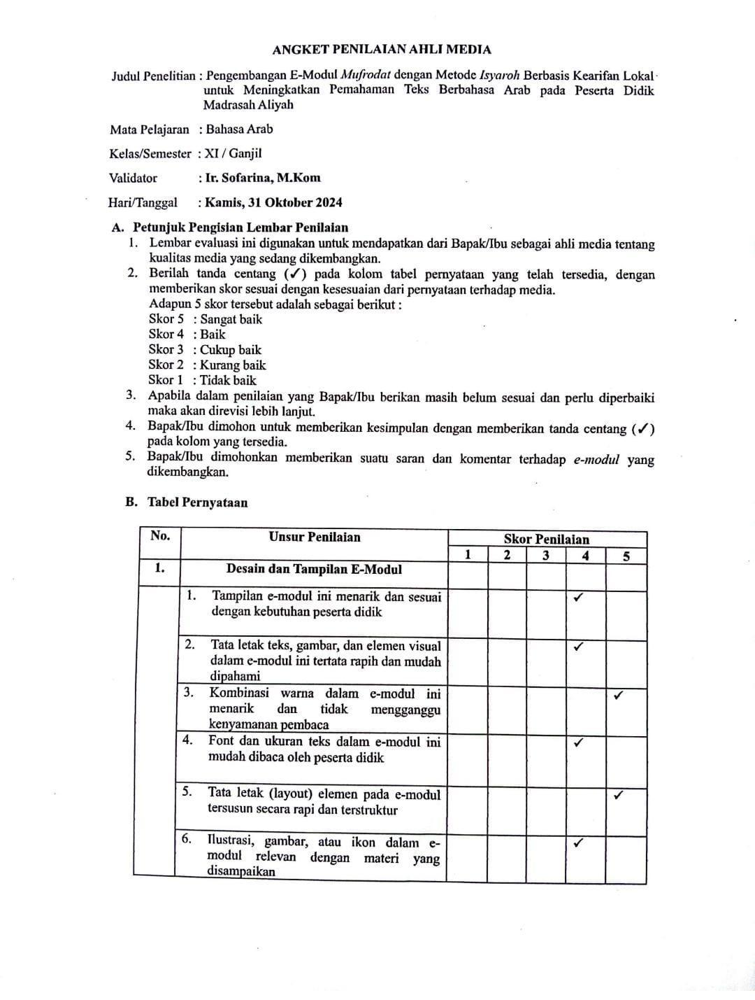 ANGKET PENILAIAN AHLI MEDIA
Judul Penelitian : Pengembangan E-Modul Mufrodat dengan Metode Isyaroh Berbasis Kearifan Lokal
untuk Meningkatkan Pemahaman Teks Berbahasa Arab pada Peserta Didik
Madrasah Aliyah
Mata Pelajaran : Bahasa Arab
Kelas/Semester : XI / Ganjil
Validator : Ir. Sofarina, M.Kom
Hari/Tanggal : Kamis, 31 Oktober 2024
A. Petunjuk Pengisian Lembar Penilaian
1. Lembar evaluasi ini digunakan untuk mendapatkan dari Bapak/Ibu sebagai ahli media tentang
kualitas media yang sedang dikembangkan.
2. Berilah tanda centang (✓) pada kolom tabel pernyataan yang telah tersedia, dengan
memberikan skor sesuai dengan kesesuaian dari pernyataan terhadap media.
Adapun 5 skor tersebut adalah sebagai berikut :
Skor 5 : Sangat baik
Skor 4 : Baik
Skor 3 : Cukup baik
Skor 2 : Kurang baik
Skor 1 : Tidak baik
3. Apabila dalam penilaian yang Bapak/Ibu berikan masih belum sesuai dan perlu diperbaiki
maka akan direvisi lebih lanjut.
4. Bapak/Ibu dimohon untuk memberikan kesimpulan dengan memberikan tanda centang (✓)
pada kolom yang tersedia.
5. Bapak/Ibu dimohonkan memberikan suatu saran dan komentar terhadap e-modul yang
dikembangkan.
B. Tabel Pernyataan
No. Unsur Penilaian Skor Penilaian
1 2 3 4 5
1. Desain dan Tampilan E-Modul
1. Tampilan e-modul ini menarik dan sesuai ✓
dengan kebutuhan peserta didik
2. Tata letak teks, gambar, dan elemen visual ✓
dalam e-modul ini tertata rapih dan mudah
dipahami
3. Kombinasi warna dalam e-modul ini ✓
menarik dan tidak mengganggu
kenyamanan pembaca
4. Font dan ukuran teks dalam e-modul ini ✓
mudah dibaca oleh peserta didik
5. Tata letak (layout) elemen pada e-modul ✓
tersusun secara rapi dan terstruktur
6. Ilustrasi, gambar, atau ikon dalam e- ✓
modul relevan dengan materi yang
disampaikan